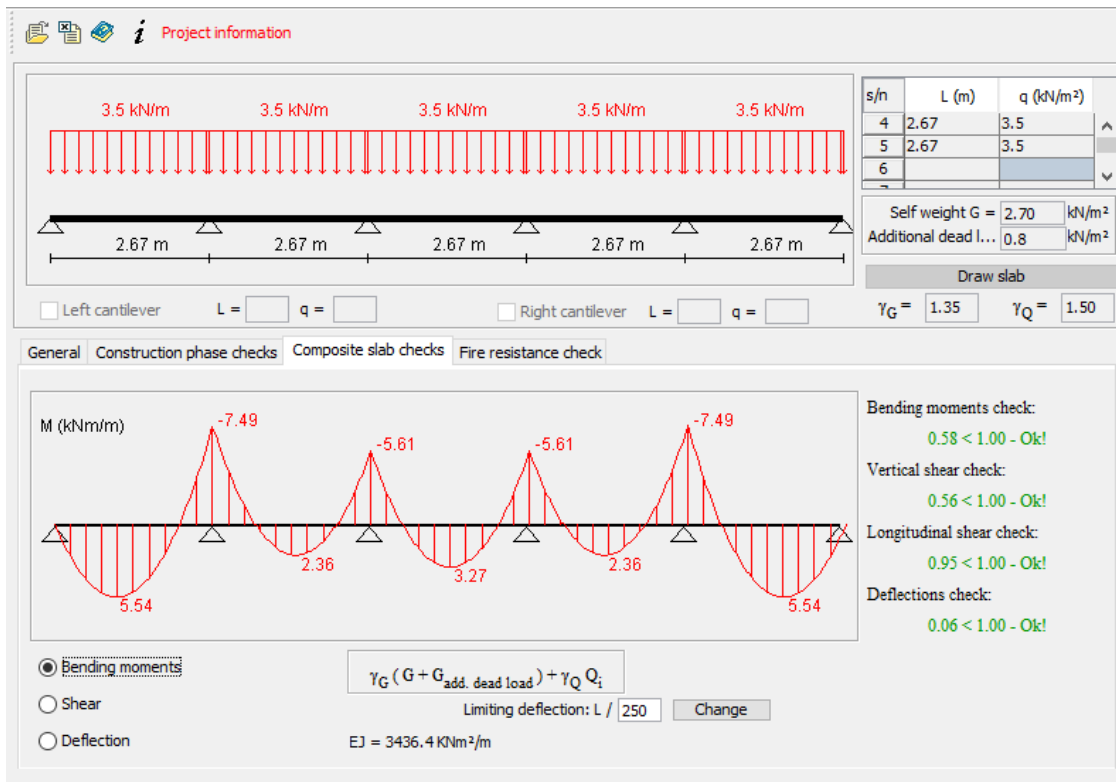 Project information
3.5 kN/m 3.5 kN/m 3.5 kN/m 3.5 kN/m 3.5 kN/m
2.67 m 2.67 m 2.67 m 2.67 m 2.67 m
s/n L (m) q (kN/m²)
4 2.67 3.5
5 2.67 3.5
6
Self weight G = 2.70 kN/m²
Additional dead l... 0.8 kN/m²
Draw slab
Left cantilever L = q = Right cantilever L = q =
γG = 1.35 γQ = 1.50
General Construction phase checks Composite slab checks Fire resistance check
M (kNm/m)
-7.49 -5.61 -5.61 -7.49
5.54 2.36 3.27 2.36 5.54
Bending moments check:
0.58 < 1.00 - Ok!
Vertical shear check:
0.56 < 1.00 - Ok!
Longitudinal shear check:
0.95 < 1.00 - Ok!
Deflections check:
0.06 < 1.00 - Ok!
Bending moments
Shear
Deflection
γG ( G + Gadd. dead load ) + γQ Qi
Limiting deflection: L / 250 Change
EJ = 3436.4 KNm²/m